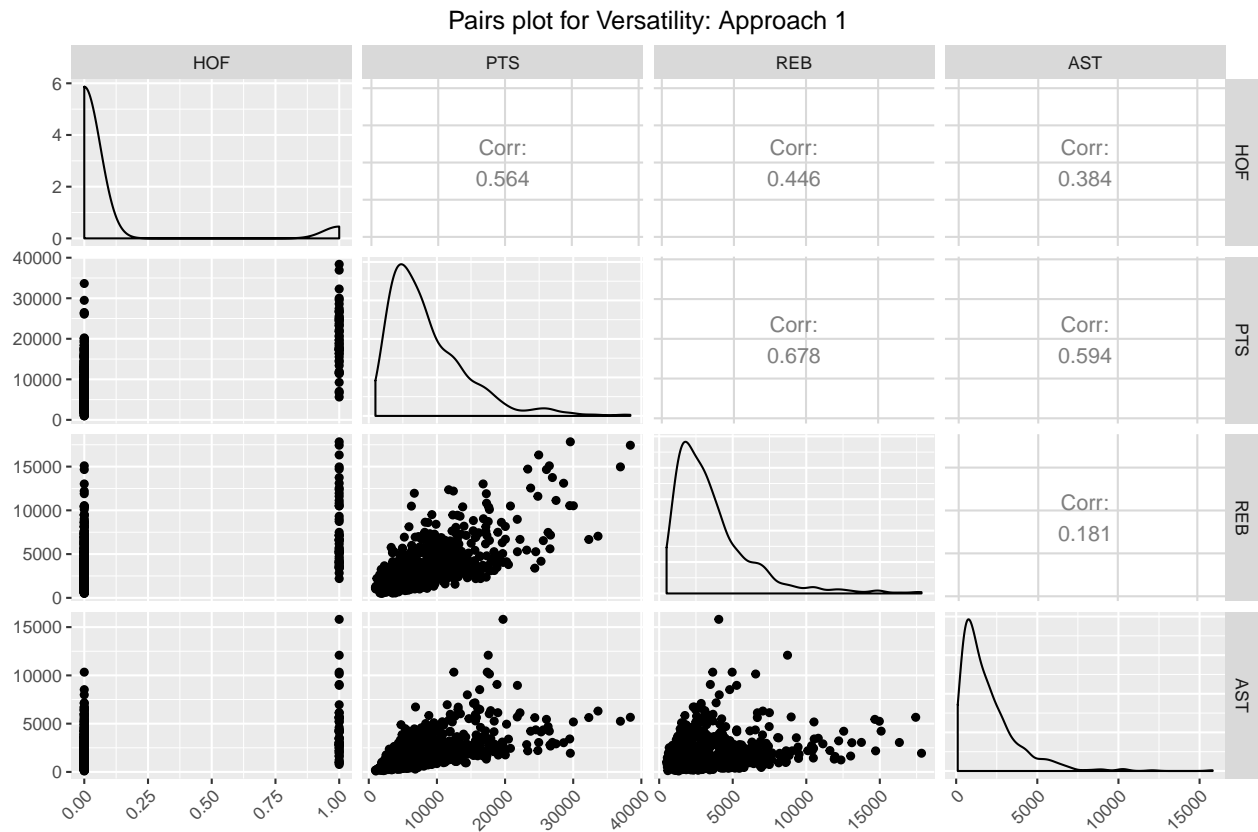 Pairs plot for Versatility: Approach 1
HOF PTS REB AST
6
4
2
0
Corr:
0.564
Corr:
0.446
Corr:
0.384
HOF
40000
30000
20000
10000
0
Corr:
0.678
Corr:
0.594
PTS
15000
10000
5000
0
Corr:
0.181
REB
15000
10000
5000
0
AST
0.00 0.25 0.50 0.75 1.00 0 10000 20000 30000 40000 0 5000 10000 15000 0 5000 10000 15000